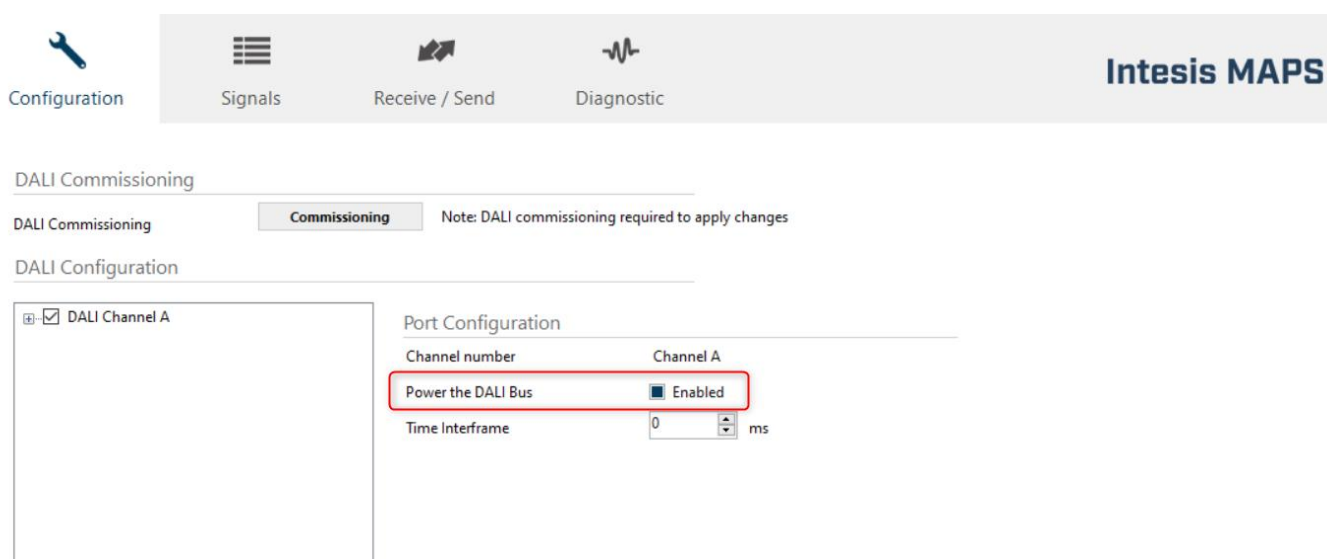 Intesis MAPS
Configuration Signals Receive / Send Diagnostic
DALI Commissioning
DALI Commissioning Commissioning Note: DALI commissioning required to apply changes
DALI Configuration
DALI Channel A
Port Configuration
Channel number Channel A
Power the DALI Bus Enabled
Time Interframe 0 ms